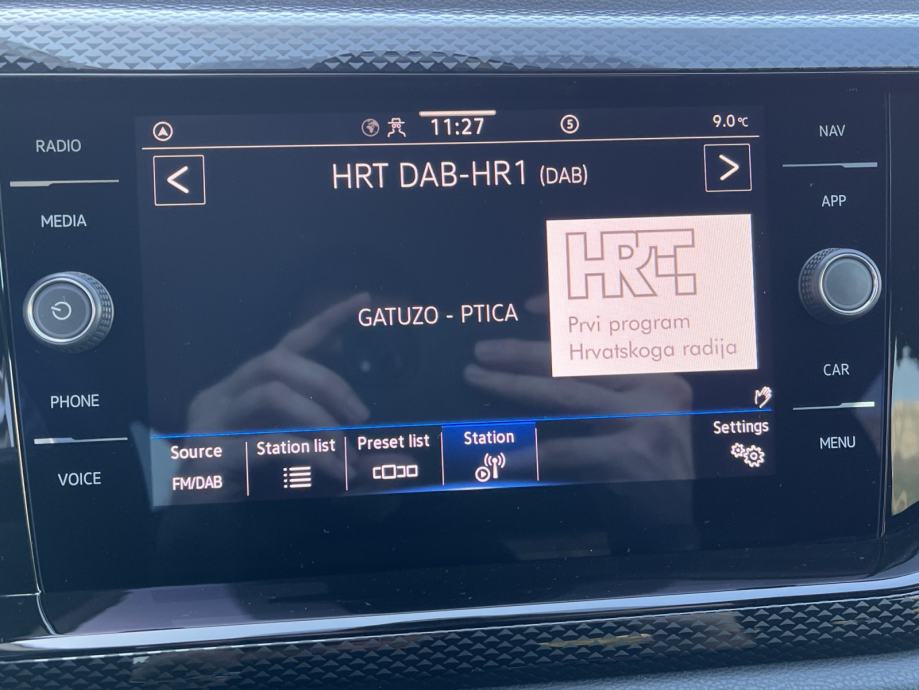 RADIO
MEDIA
PHONE
VOICE
11:27
5
9.0°C
<
HRT DAB-HR1 (DAB)
>
GATUZO - PTICA
HRT
Prvi program
Hrvatskoga radija
Source
FM/DAB
Station list
Preset list
Station
Settings
NAV
APP
CAR
MENU